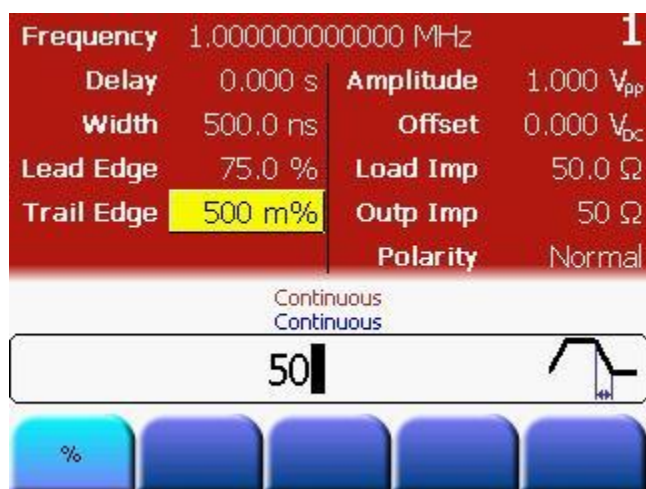 Frequency 1.000000000000 MHz 1
Delay 0.000 s Amplitude 1.000 Vpp
Width 500.0 ns Offset 0.000 VDC
Lead Edge 75.0 % Load Imp 50.0 Ω
Trail Edge 500 m% Outp Imp 50 Ω
Polarity Normal
Continuous
Continuous
50
%